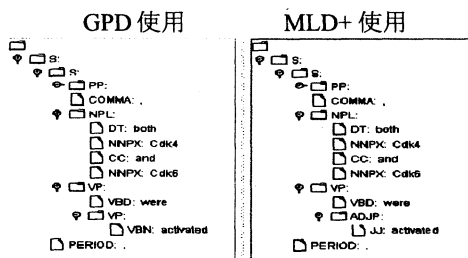 GPD 使用
S:
S:
PP:
COMMA: ,
NPL:
DT: both
NNPX: Cdk4
CC: and
NNPX: Cdk6
VP:
VBD: were
VP:
VBN: activated
PERIOD: .
MLD+ 使用
S:
S:
PP:
COMMA: ,
NPL:
DT: both
NNPX: Cdk4
CC: and
NNPX: Cdk6
VP:
VBD: were
ADJP:
JJ: activated
PERIOD: .